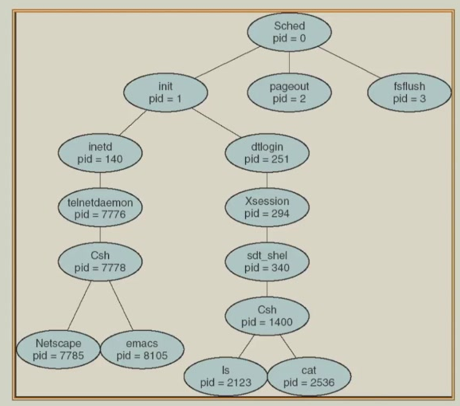 Sched
pid = 0
init
pid = 1
pageout
pid = 2
fsflush
pid = 3
inetd
pid = 140
dtlogin
pid = 251
telnetdaemon
pid = 7776
Xsession
pid = 294
Csh
pid = 7778
sdt_shel
pid = 340
Csh
pid = 1400
Netscape
pid = 7785
emacs
pid = 8105
ls
pid = 2123
cat
pid = 2536